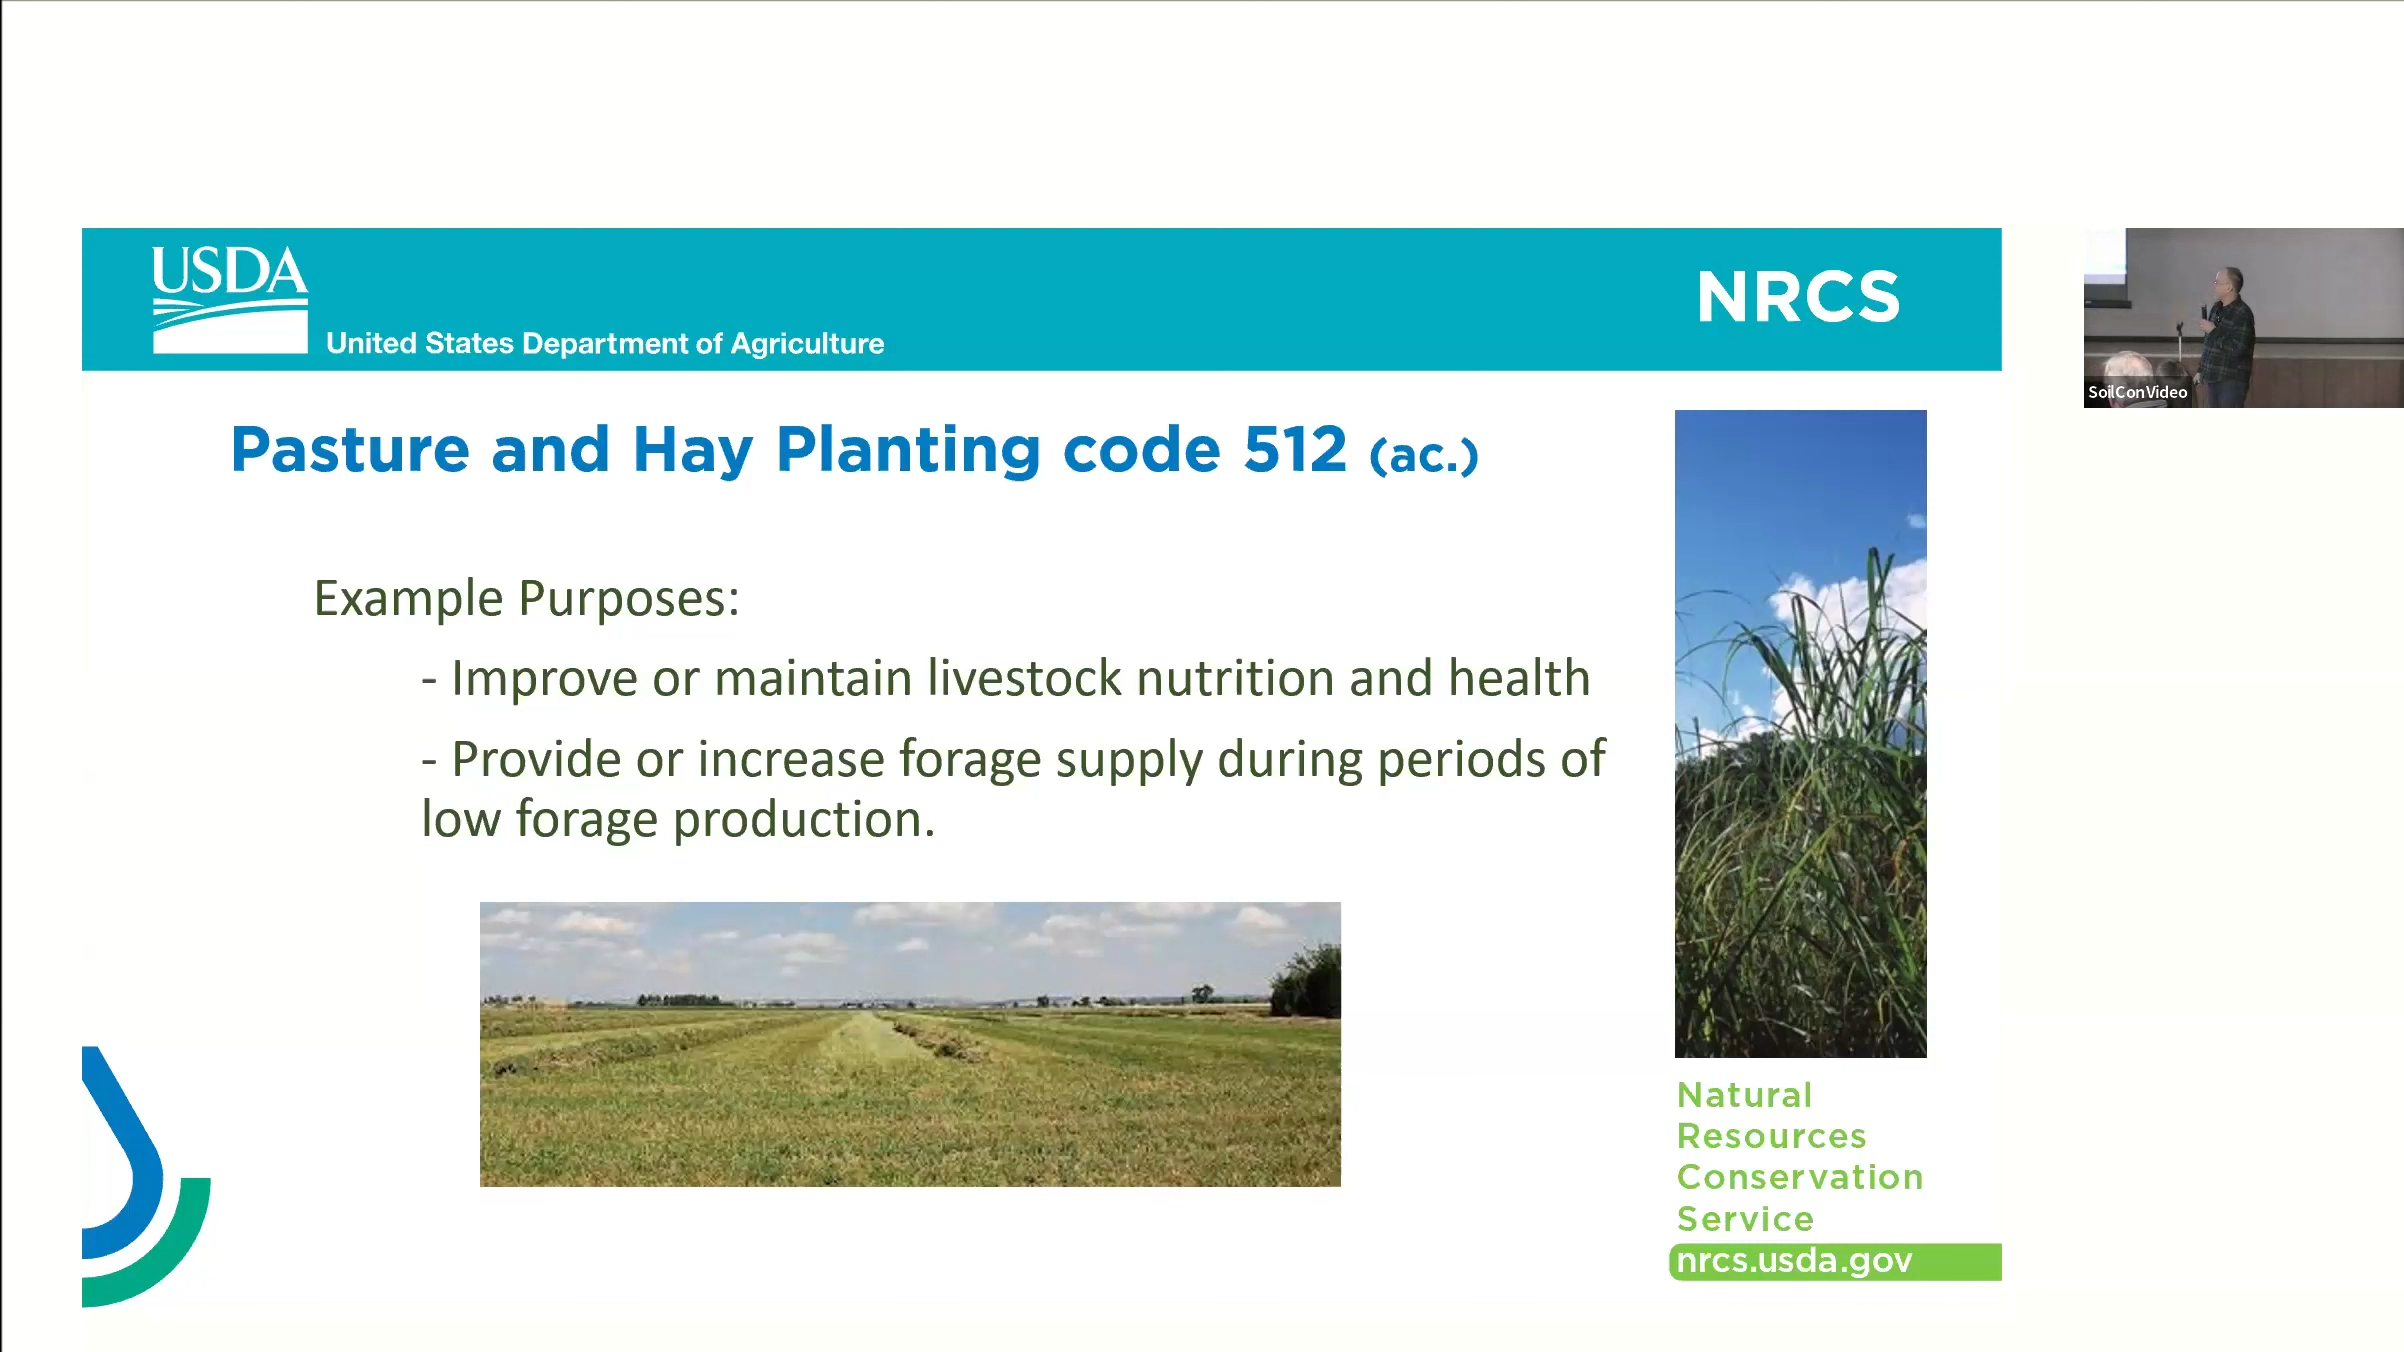 USDA
United States Department of Agriculture
NRCS
SoilConVideo
Pasture and Hay Planting code 512 (ac.)
Example Purposes:
- Improve or maintain livestock nutrition and health
- Provide or increase forage supply during periods of
low forage production.
Natural
Resources
Conservation
Service
nrcs.usda.gov